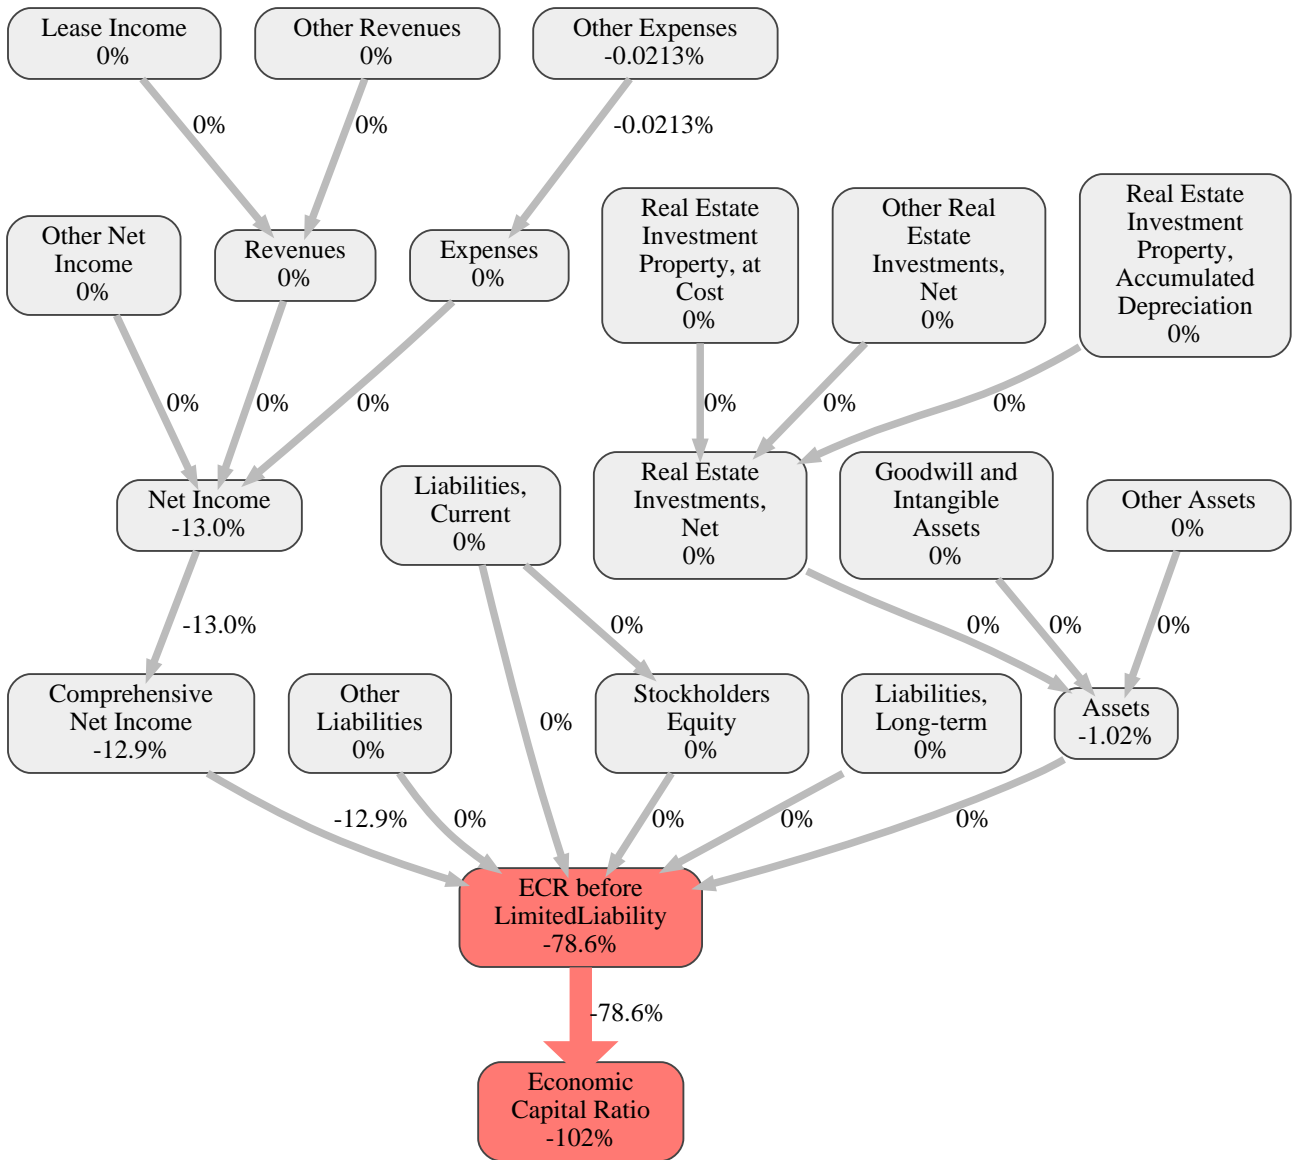 Lease Income
0%
Other Revenues
0%
Other Expenses
-0.0213%
0%
0%
-0.0213%
Other Net
Income
0%
Revenues
0%
Expenses
0%
Real Estate
Investment
Property, at
Cost
0%
Other Real
Estate
Investments,
Net
0%
Real Estate
Investment
Property,
Accumulated
Depreciation
0%
0%
0%
0%
0%
0%
0%
Net Income
-13.0%
Liabilities,
Current
0%
Real Estate
Investments,
Net
0%
Goodwill and
Intangible
Assets
0%
Other Assets
0%
-13.0%
0%
0%
0%
0%
Comprehensive
Net Income
-12.9%
Other
Liabilities
0%
0%
Stockholders
Equity
0%
Liabilities,
Long-term
0%
Assets
-1.02%
-12.9%
0%
0%
0%
0%
ECR before
LimitedLiability
-78.6%
-78.6%
Economic
Capital Ratio
-102%